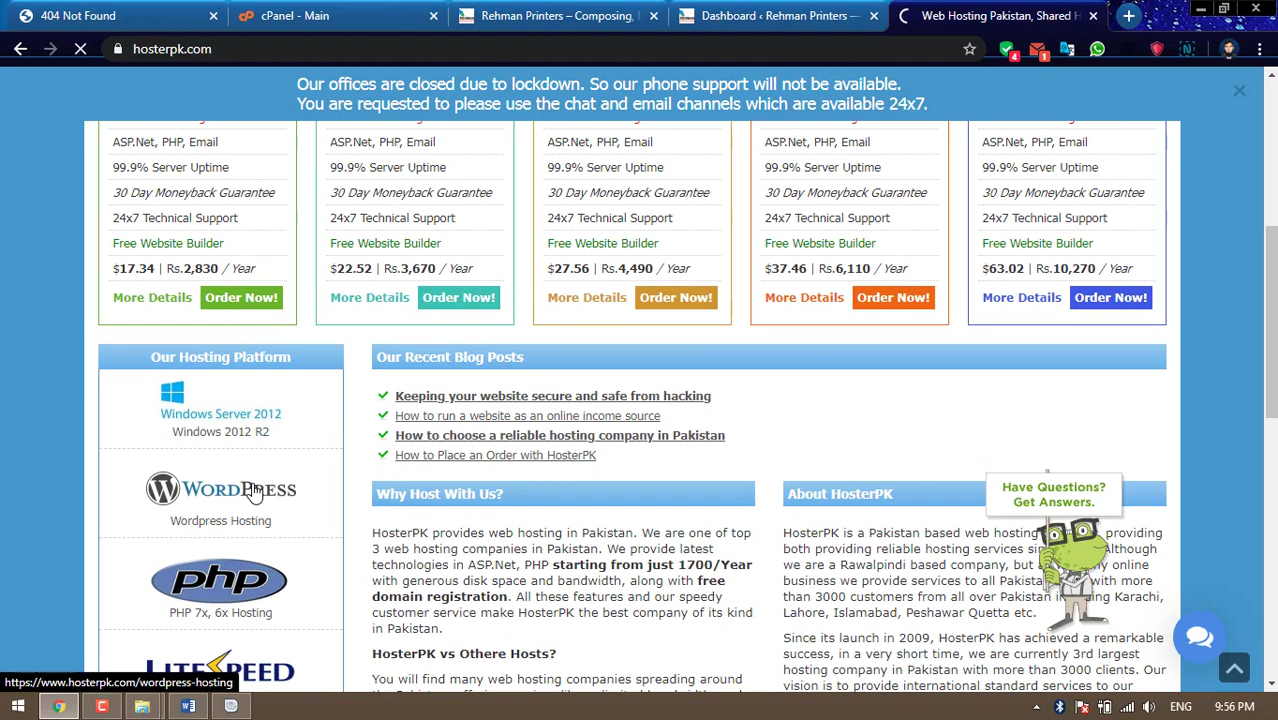 404 Not Found
cPanel - Main
Rehman Printers – Composing, D
Dashboard ‹ Rehman Printers —
Web Hosting Pakistan, Shared H
hosterpk.com
4
1
Our offices are closed due to lockdown. So our phone support will not be available.
You are requested to please use the chat and email channels which are available 24x7.
ASP.Net, PHP, Email
99.9% Server Uptime
30 Day Moneyback Guarantee
24x7 Technical Support
Free Website Builder
$17.34 | Rs.2,830 / Year
More Details Order Now!
ASP.Net, PHP, Email
99.9% Server Uptime
30 Day Moneyback Guarantee
24x7 Technical Support
Free Website Builder
$22.52 | Rs.3,670 / Year
More Details Order Now!
ASP.Net, PHP, Email
99.9% Server Uptime
30 Day Moneyback Guarantee
24x7 Technical Support
Free Website Builder
$27.56 | Rs.4,490 / Year
More Details Order Now!
ASP.Net, PHP, Email
99.9% Server Uptime
30 Day Moneyback Guarantee
24x7 Technical Support
Free Website Builder
$37.46 | Rs.6,110 / Year
More Details Order Now!
ASP.Net, PHP, Email
99.9% Server Uptime
30 Day Moneyback Guarantee
24x7 Technical Support
Free Website Builder
$63.02 | Rs.10,270 / Year
More Details Order Now!
Our Hosting Platform
Windows Server 2012
Windows 2012 R2
WORDPRESS
Wordpress Hosting
php
PHP 7x, 6x Hosting
LITESPEED
Our Recent Blog Posts
Keeping your website secure and safe from hacking
How to run a website as an online income source
How to choose a reliable hosting company in Pakistan
How to Place an Order with HosterPK
Why Host With Us?
HosterPK provides web hosting in Pakistan. We are one of top
3 web hosting companies in Pakistan. We provide latest
technologies in ASP.Net, PHP starting from just 1700/Year
with generous disk space and bandwidth, along with free
domain registration. All these features and our speedy
customer service make HosterPK the best company of its kind
in Pakistan.
HosterPK vs Othere Hosts?
You will find many web hosting companies spreading around
About HosterPK
HosterPK is a Pakistan based web hosting providing
both providing reliable hosting services Although
we are a Rawalpindi based company, but online
business we provide services to all with more
than 3000 customers from all over Pakistan Karachi,
Lahore, Islamabad, Peshawar Quetta etc.
Since its launch in 2009, HosterPK has achieved a remarkable
success, in a very short time, we are currently 3rd largest
hosting company in Pakistan with more than 3000 clients. Our
vision is to provide international standard services to our
Have Questions?
Get Answers.
https://www.hosterpk.com/wordpress-hosting
ENG
9:56 PM